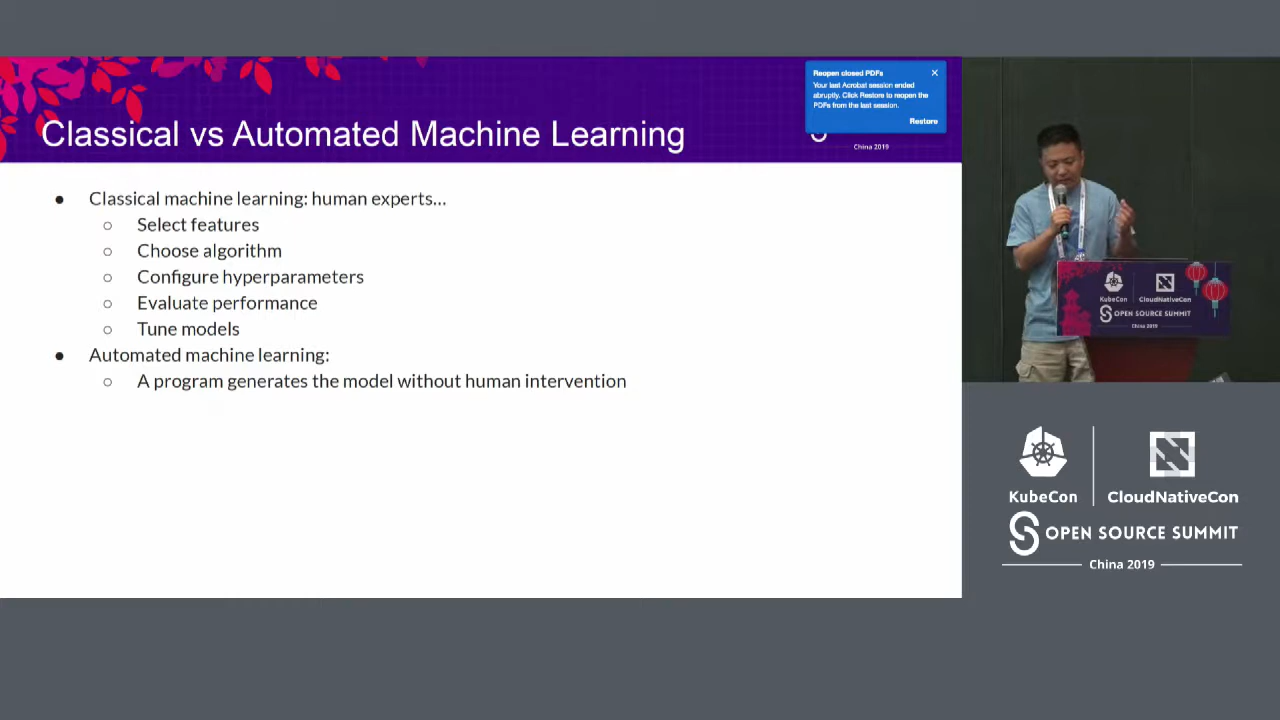 Reopen closed PDFs
Your last Acrobat session ended
abruptly. Click Restore to reopen the
PDFs from the last session.
Restore
China 2019
Classical vs Automated Machine Learning
● Classical machine learning: human experts...
○ Select features
○ Choose algorithm
○ Configure hyperparameters
○ Evaluate performance
○ Tune models
● Automated machine learning:
○ A program generates the model without human intervention
KubeCon
CloudNativeCon
OPEN SOURCE SUMMIT
China 2019
KubeCon
CloudNativeCon
OPEN SOURCE SUMMIT
China 2019